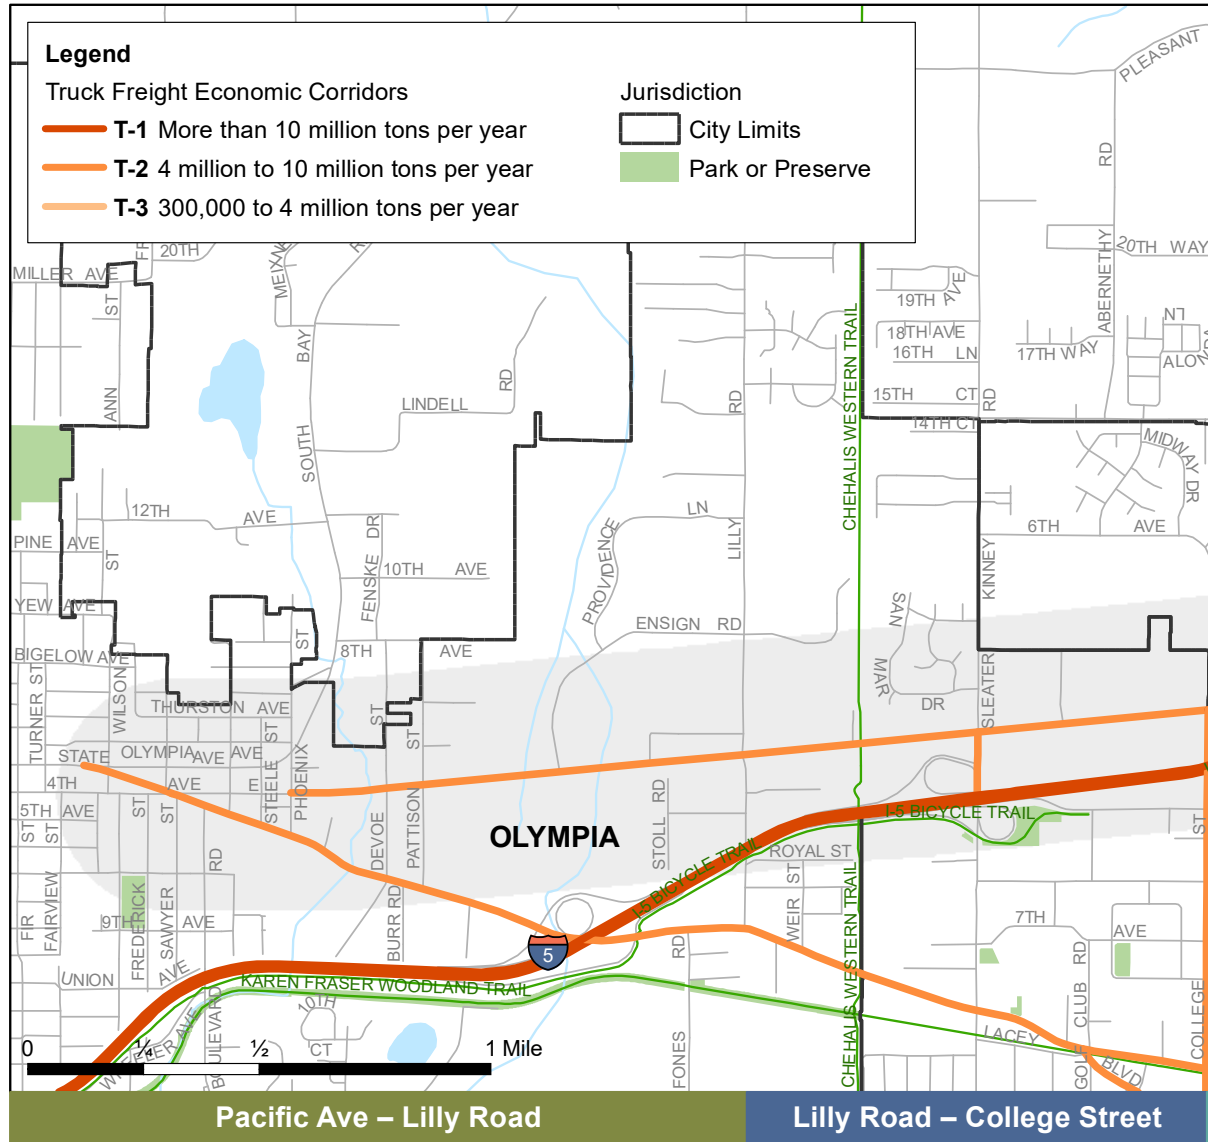 Legend
Truck Freight Economic Corridors
T-1 More than 10 million tons per year
T-2 4 million to 10 million tons per year
T-3 300,000 to 4 million tons per year
Jurisdiction
City Limits
Park or Preserve
PLEASANT
RD
20TH
MILLER AVE
ST
BAY
19TH AVE
18TH AVE
16TH LN
17TH WAY
20TH WAY
ABERNETHY
LN
15TH CT
RD
14TH CT
ANN
LINDELL
RD
SOUTH
RD
CHEHALIS WESTERN TRAIL
MIDWAY DR
12TH AVE
LN
LILLY
6TH AVE
PINE AVE
ST
FENSKE DR
10TH AVE
PROVIDENCE
KINNEY
YEW AVE
ST
ENSIGN RD
SAN
MAR
DR
BIGELOW AVE
8TH AVE
SLEATER
TURNER ST
WILSON
THURSTON AVE
ST
ST
ST
STATE
OLYMPIA AVE
AVE
4TH AVE E
STEELE
PHOENIX
5TH AVE
ST
ST
ST
ST
RD
DEVOE
PATTISON
OLYMPIA
STOLL RD
I-5 BICYCLE TRAIL
I-5 BICYCLE TRAIL
ROYAL ST
ST
FIR
FAIRVIEW
FREDERICK
SAWYER
9TH AVE
BURR RD
WEIR ST
7TH AVE
RD
RD
5
UNION AVE
KAREN FRASER WOODLAND TRAIL
CHEHALIS WESTERN TRAIL
10TH
CT
WHEELER AVE
BOULEVARD
FONES
GOLF CLUB
COLLEGE
LACEY BLVD
0 ¼ ½ 1 Mile
Pacific Ave – Lilly Road
Lilly Road – College Street